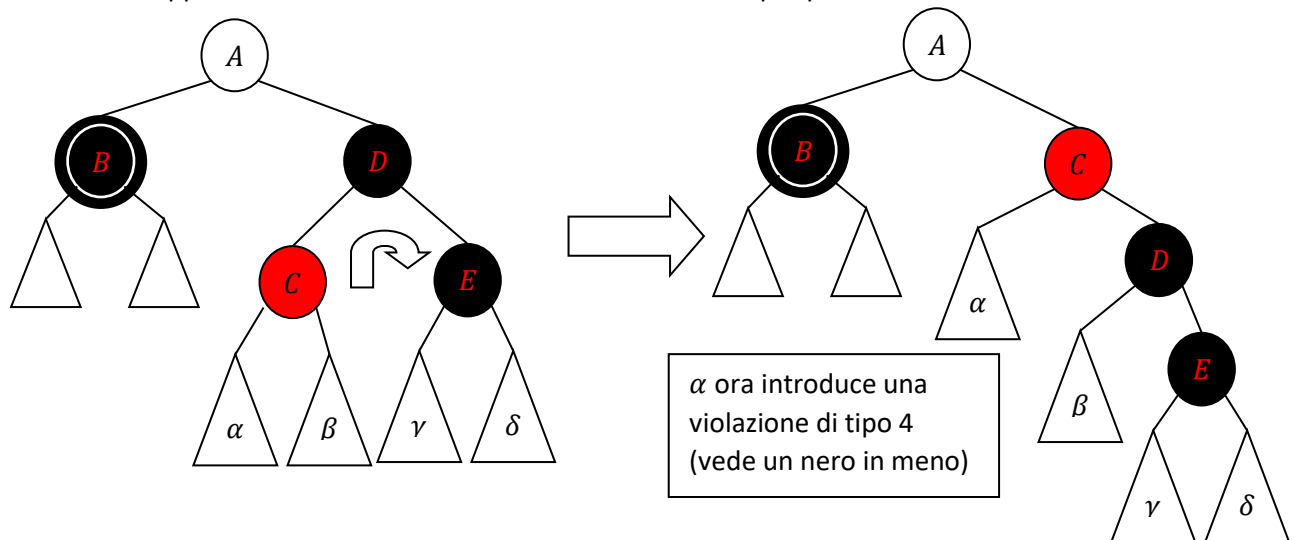 A
A
B
D
B
C
C
E
D
α
α
β
γ
δ
E
β
α ora introduce una
violazione di tipo 4
(vede un nero in meno)
γ
δ